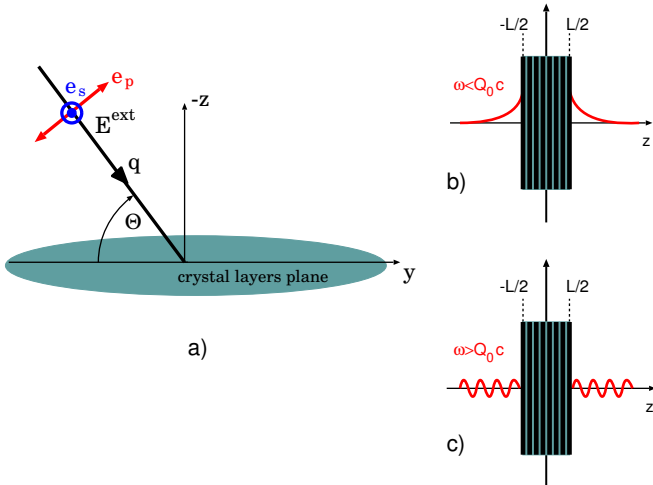 e_s
e_p
E^ext
q
-z
Θ
crystal layers plane
y
a)
-L/2
L/2
ω<Q_0c
z
b)
-L/2
L/2
ω>Q_0c
z
c)